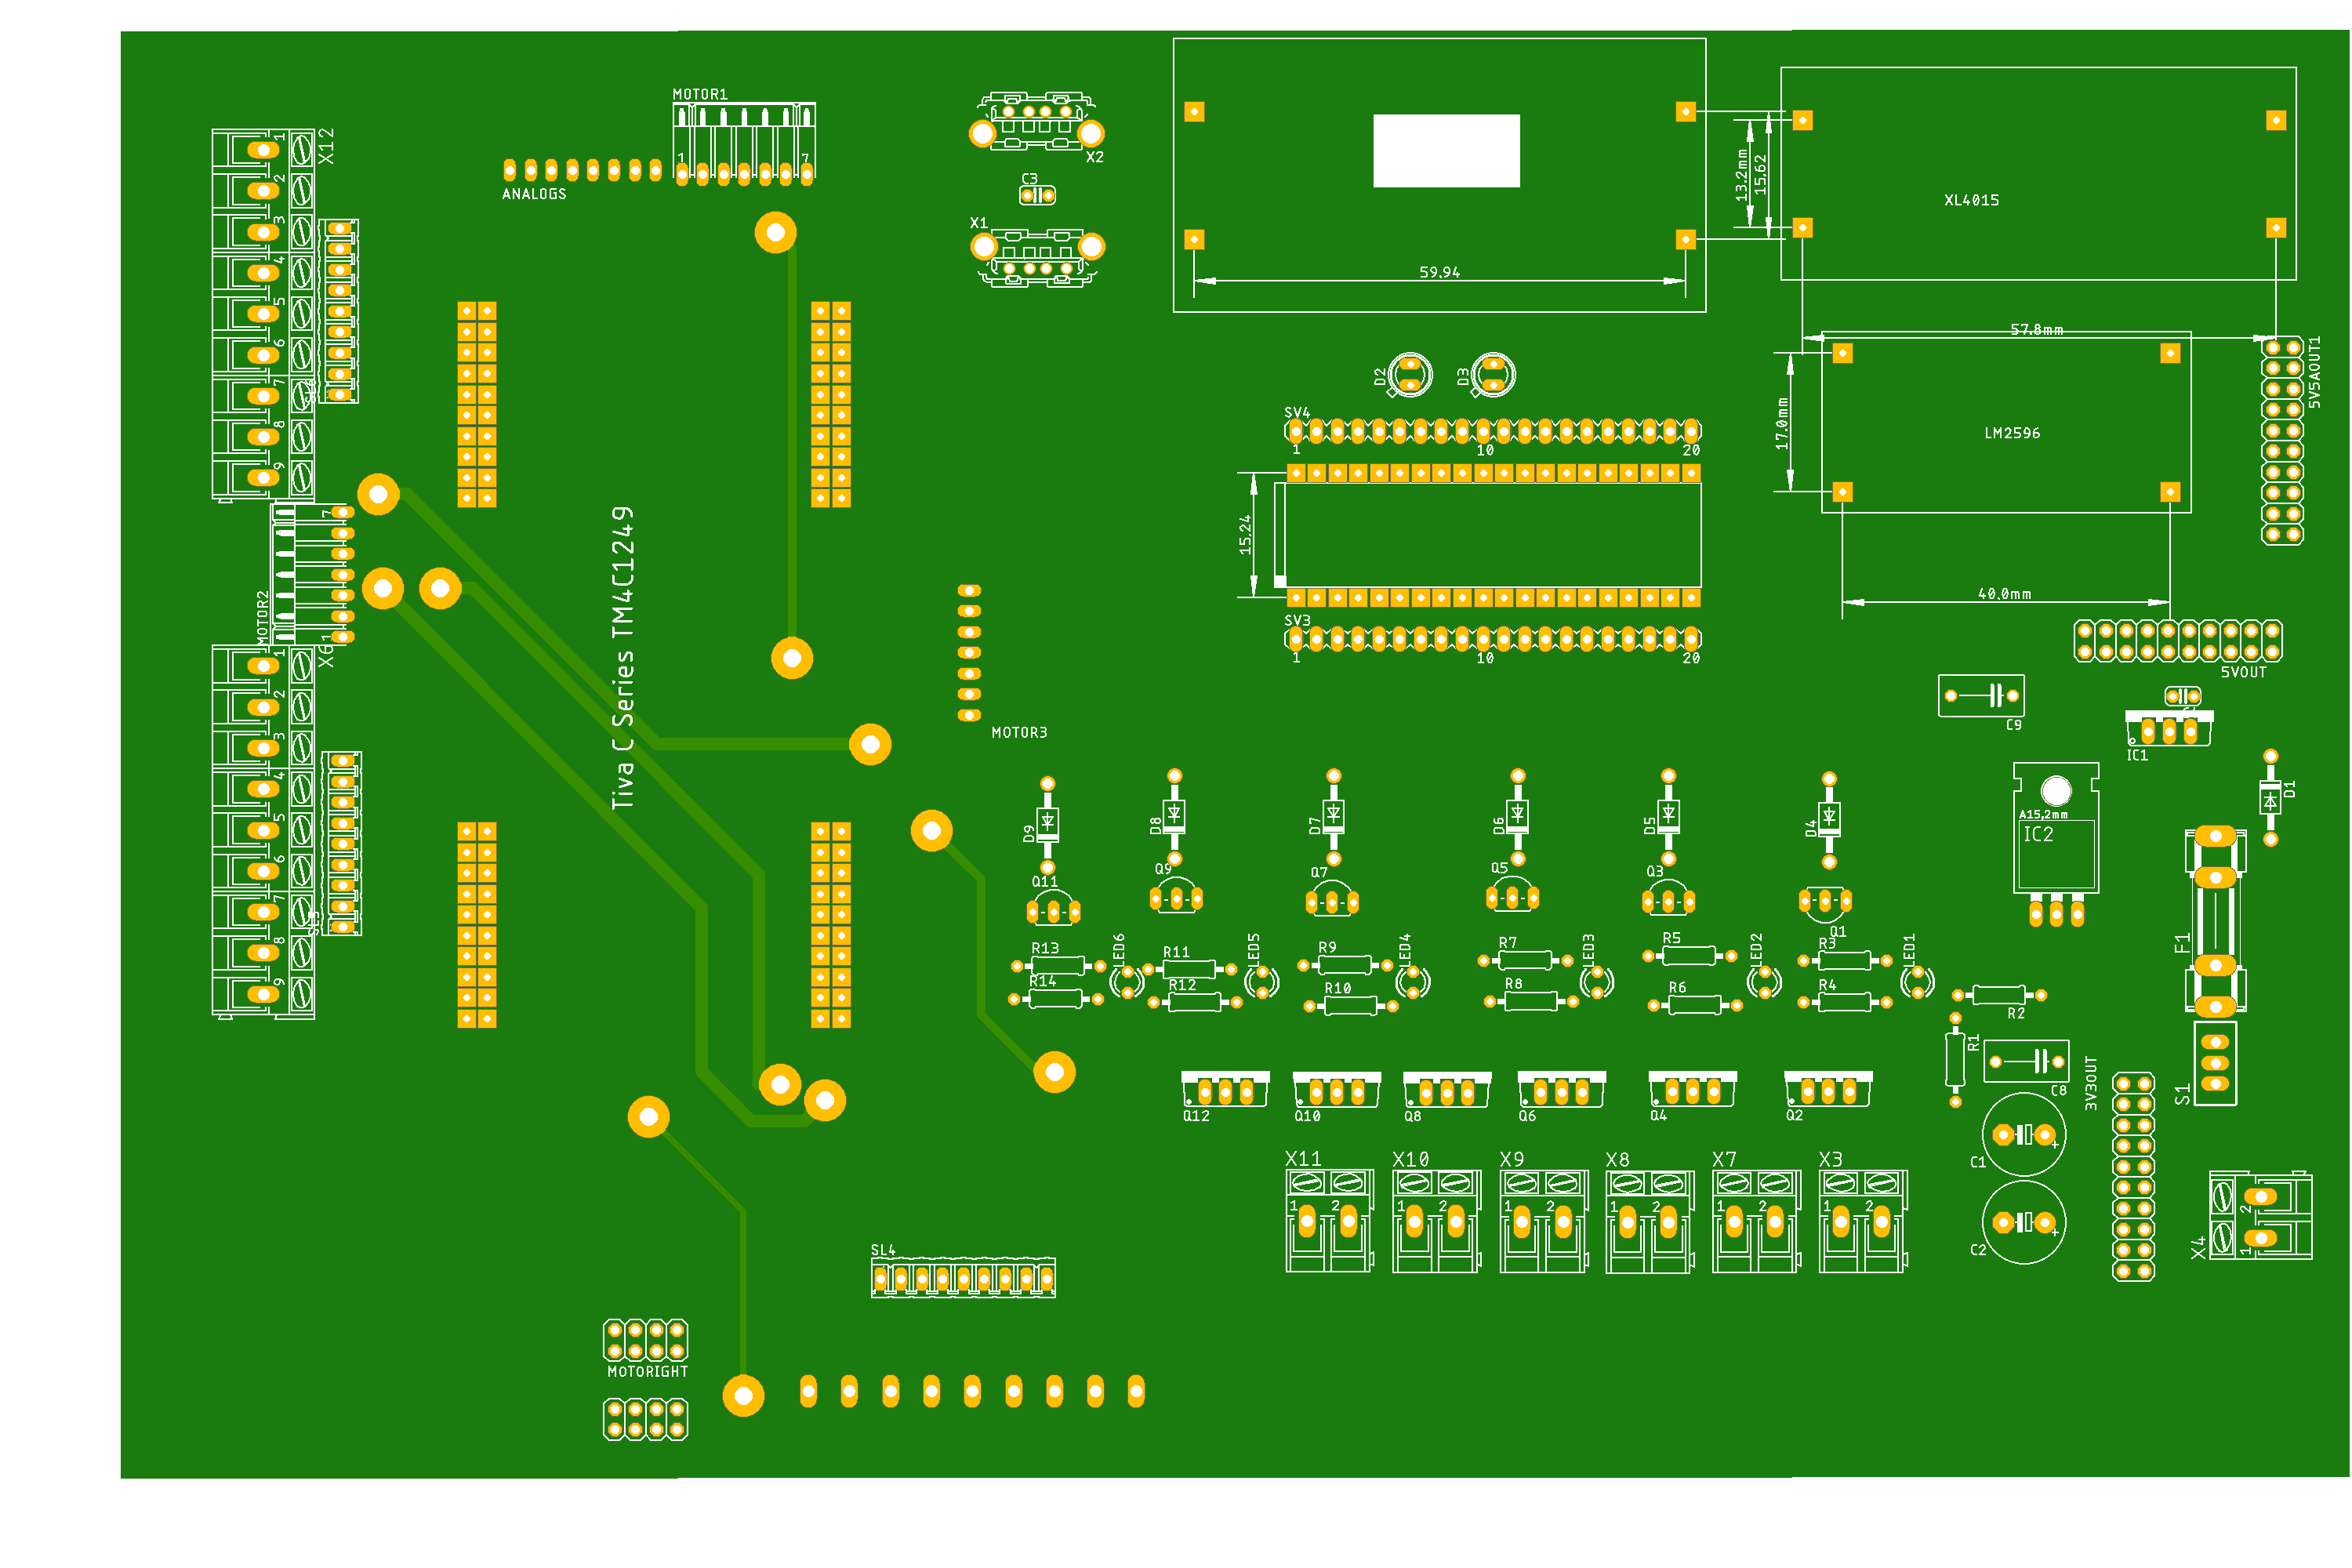 MOTOR1
1
7
ANALOGS
X2
C3
X1
59,94
13,2mm
15,62
XL4015
57.8mm
X12
1
2
3
4
5
6
7
8
9
D2
D3
SV4
1
10
20
17.0mm
LM2596
5V5AOUT1
15,24
40.0mm
SV3
1
10
20
7
MOTOR2
1
X6
1
2
3
4
5
6
7
8
9
Tiva C Series TM4C1249
MOTOR3
5VOUT
C9
IC1
D1
A15,2mm
IC2
D9
D8
D7
D6
D5
D4
Q11
Q9
Q7
Q5
Q3
Q1
F1
R13
LED6
R11
LED5
R9
LED4
R7
LED3
R5
LED2
R3
LED1
R14
R12
R10
R8
R6
R4
R2
R1
C8
3V3OUT
S1
Q12
Q10
Q8
Q6
Q4
Q2
C1
+
X11
X10
X9
X8
X7
X3
1 2
1 2
1 2
1 2
1 2
1 2
C2
+
X4
2
1
SL4
MOTORIGHT